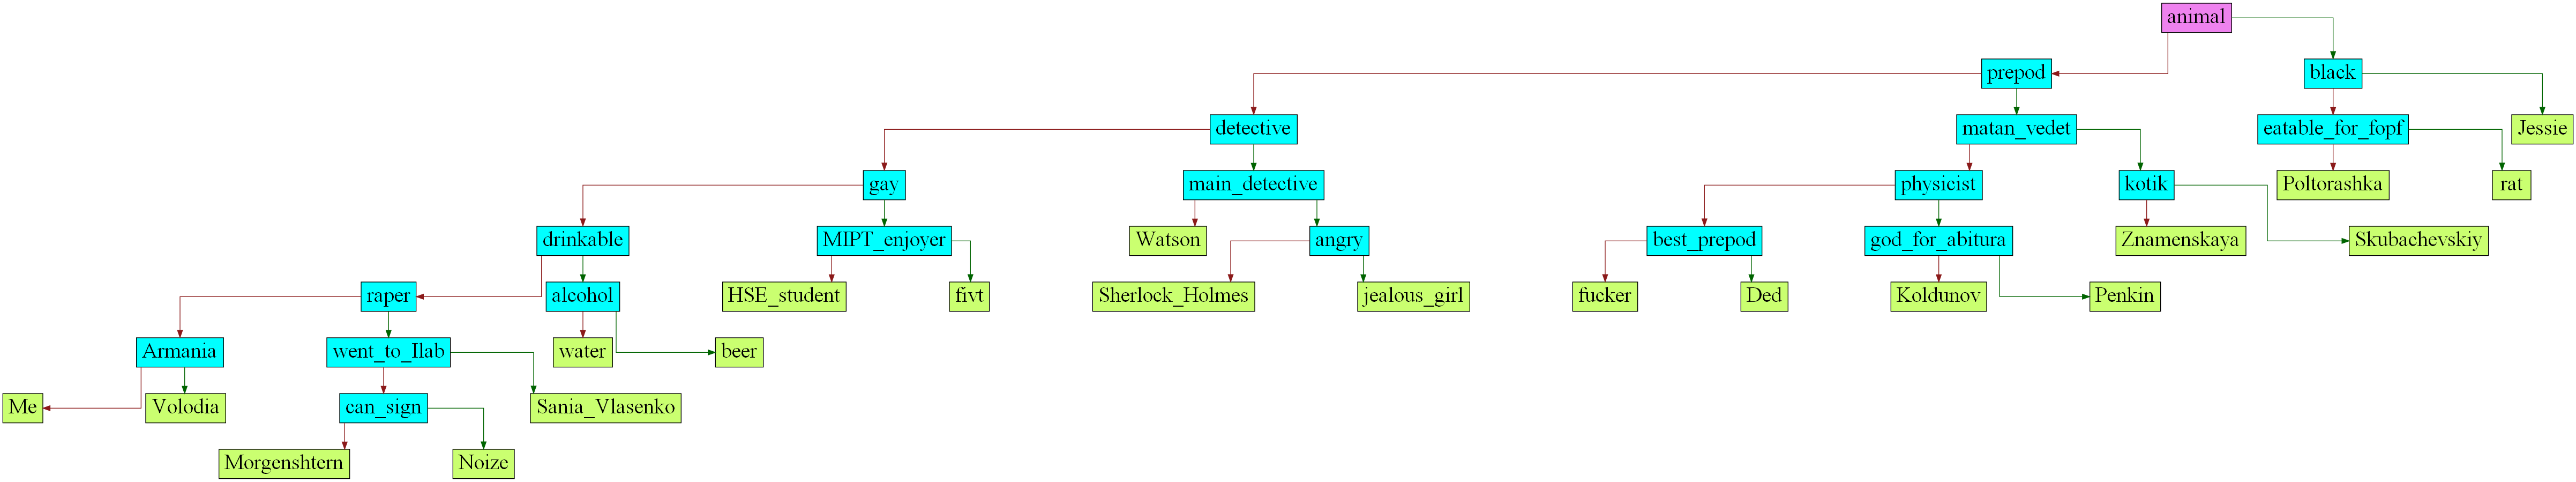 animal
prepod
black
detective
matan_vedet
eatable_for_fopf
Jessie
gay
main_detective
physicist
kotik
Poltorashka
rat
drinkable
MIPT_enjoyer
Watson
angry
best_prepod
god_for_abitura
Znamenskaya
Skubachevskiy
raper
alcohol
HSE_student
fivt
Sherlock_Holmes
jealous_girl
fucker
Ded
Koldunov
Penkin
Armania
went_to_Ilab
water
beer
Me
Volodia
can_sign
Sania_Vlasenko
Morgenshtern
Noize